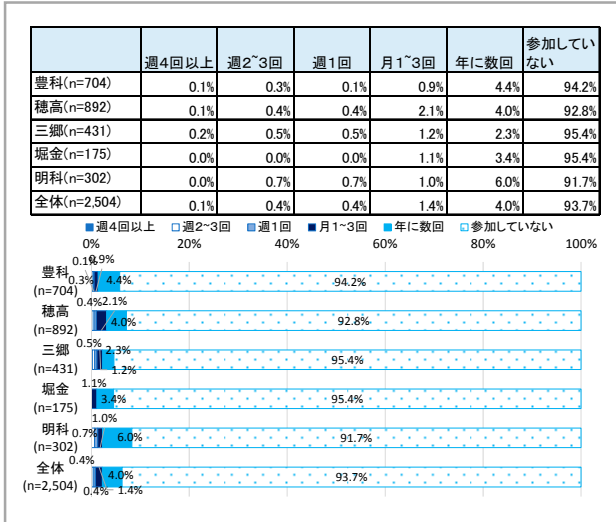 週4回以上 週2~3回 週1回 月1~3回 年に数回 参加していない
豊科(n=704) 0.1% 0.3% 0.1% 0.9% 4.4% 94.2%
穂高(n=892) 0.1% 0.4% 0.4% 2.1% 4.0% 92.8%
三郷(n=431) 0.2% 0.5% 0.5% 1.2% 2.3% 95.4%
堀金(n=175) 0.0% 0.0% 0.0% 1.1% 3.4% 95.4%
明科(n=302) 0.0% 0.7% 0.7% 1.0% 6.0% 91.7%
全体(n=2,504) 0.1% 0.4% 0.4% 1.4% 4.0% 93.7%
週4回以上 週2~3回 週1回 月1~3回 年に数回 参加していない
0% 20% 40% 60% 80% 100%
0.1% 0.9%
豊科 0.3% 4.4% 94.2%
(n=704)
0.4% 2.1%
穂高 4.0% 92.8%
(n=892)
0.5% 2.3%
三郷 95.4%
(n=431) 1.2%
1.1%
堀金 3.4% 95.4%
(n=175)
1.0%
明科 0.7% 6.0% 91.7%
(n=302)
0.4%
全体 4.0% 93.7%
(n=2,504) 0.4% 1.4%